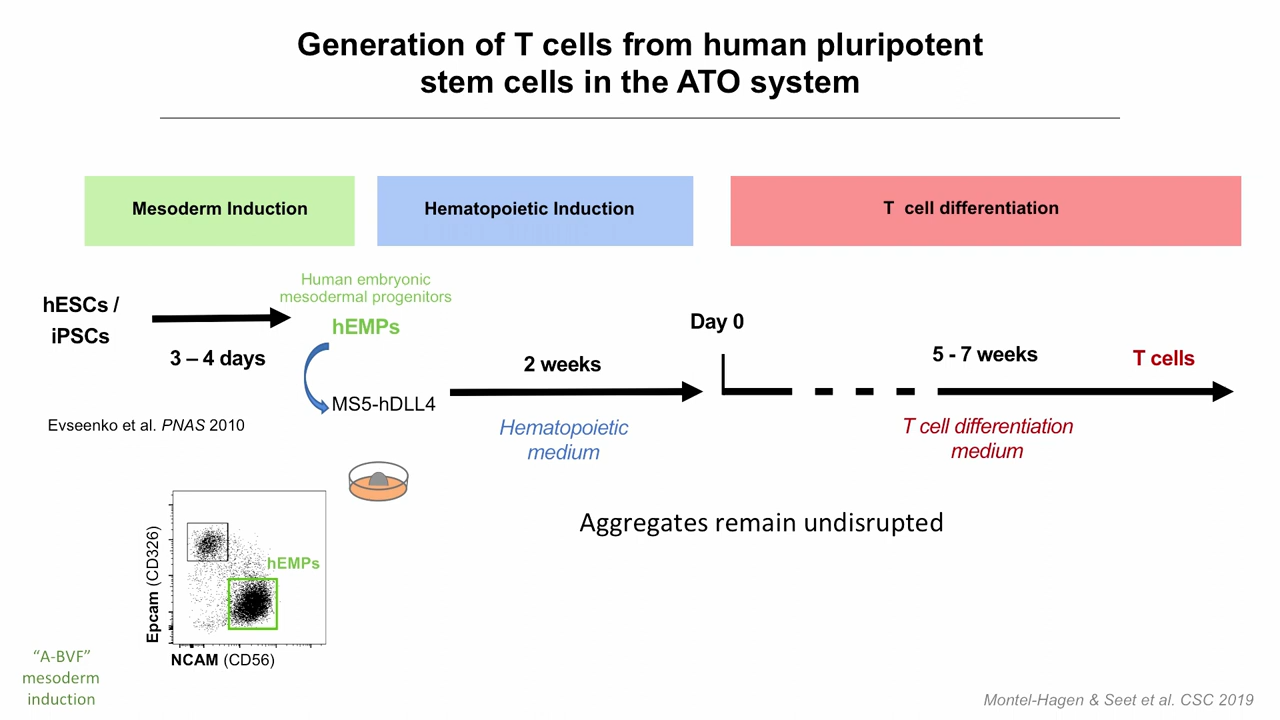 Generation of T cells from human pluripotent
stem cells in the ATO system
Mesoderm Induction
Hematopoietic Induction
T cell differentiation
Human embryonic
mesodermal progenitors
hESCs /
iPSCs
hEMPs
3 – 4 days
MS5-hDLL4
2 weeks
Day 0
5 - 7 weeks
T cells
Evseenko et al. PNAS 2010
Hematopoietic
medium
T cell differentiation
medium
Aggregates remain undisrupted
hEMPs
Epcam (CD326)
NCAM (CD56)
“A-BVF”
mesoderm
induction
Montel-Hagen & Seet et al. CSC 2019